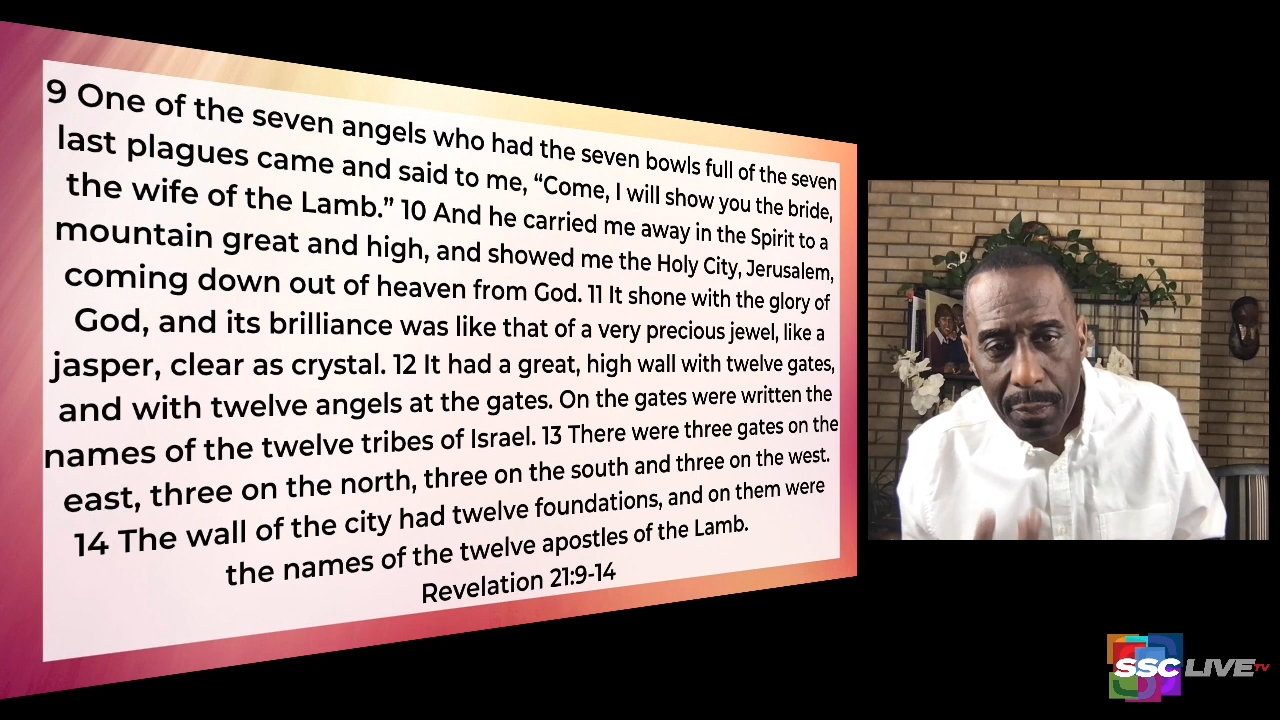 9 One of the seven angels who had the seven bowls full of the seven
last plagues came and said to me, “Come, I will show you the bride,
the wife of the Lamb.” 10 And he carried me away in the Spirit to a
mountain great and high, and showed me the Holy City, Jerusalem,
coming down out of heaven from God. 11 It shone with the glory of
God, and its brilliance was like that of a very precious jewel, like a
jasper, clear as crystal. 12 It had a great, high wall with twelve gates,
and with twelve angels at the gates. On the gates were written the
names of the twelve tribes of Israel. 13 There were three gates on the
east, three on the north, three on the south and three on the west.
14 The wall of the city had twelve foundations, and on them were
the names of the twelve apostles of the Lamb.
Revelation 21:9-14
SSC LIVE TV